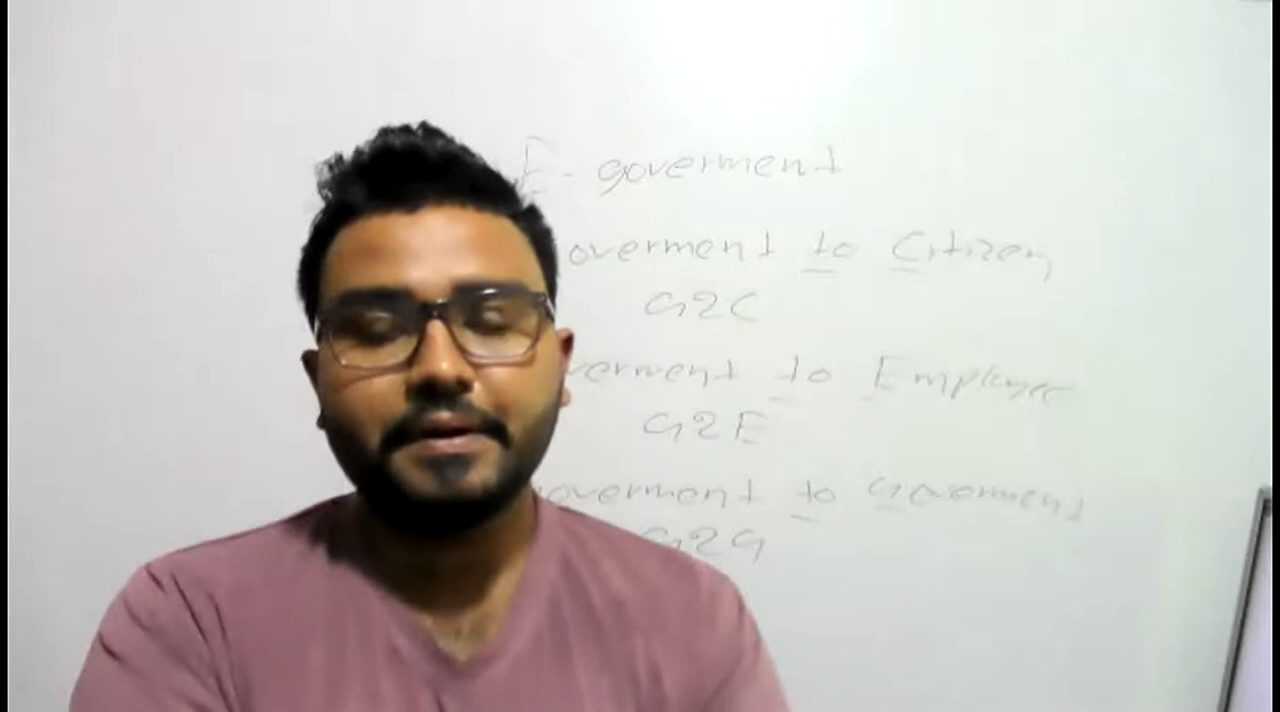 E - goverment
overment to Citizen
G2C
verment to Employee
G2E
overment to Goverment
G2G